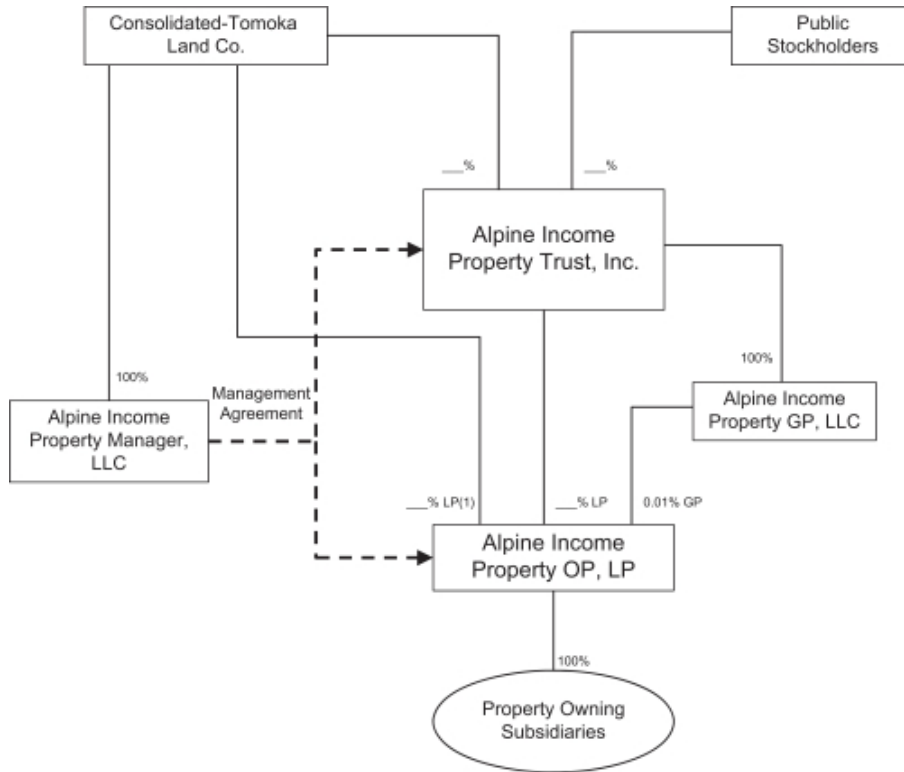 Consolidated-Tomoka
Land Co.
Public
Stockholders
___%
___%
Alpine Income
Property Trust, Inc.
100%
100%
Management
Agreement
Alpine Income
Property GP, LLC
Alpine Income
Property Manager,
LLC
___% LP(1)
___% LP
0.01% GP
Alpine Income
Property OP, LP
100%
Property Owning
Subsidiaries